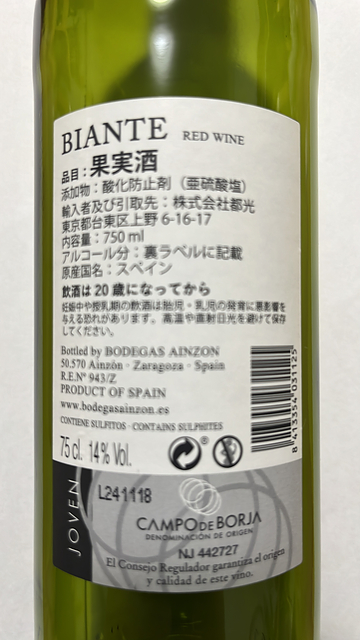 BIANTE RED WINE
品目：果実酒
添加物：酸化防止剤（亜硫酸塩）
輸入者及び引取先：株式会社都光
東京都台東区上野 6-16-17
内容量：750 ml
アルコール分：裏ラベルに記載
原産国名：スペイン
飲酒は 20 歳になってから
妊娠中や授乳期の飲酒は胎児・乳児の発育に悪影響を
与える恐れがあります。高温や直射日光を避けて保存
してください。
Bottled by BODEGAS AINZON
50,570 Ainzón · Zaragoza · Spain
R.E.Nº 943/Z
PRODUCT OF SPAIN
www.bodegasainzon.es
CONTIENE SULFITOS · CONTAINS SULPHITES
75 cl. 14% Vol.
8 413354 031125
JOVEN
L241118
CAMPO DE BORJA
DENOMINACIÓN DE ORIGEN
NJ 442727
El Consejo Regulador garantiza el origen
y calidad de este vino.